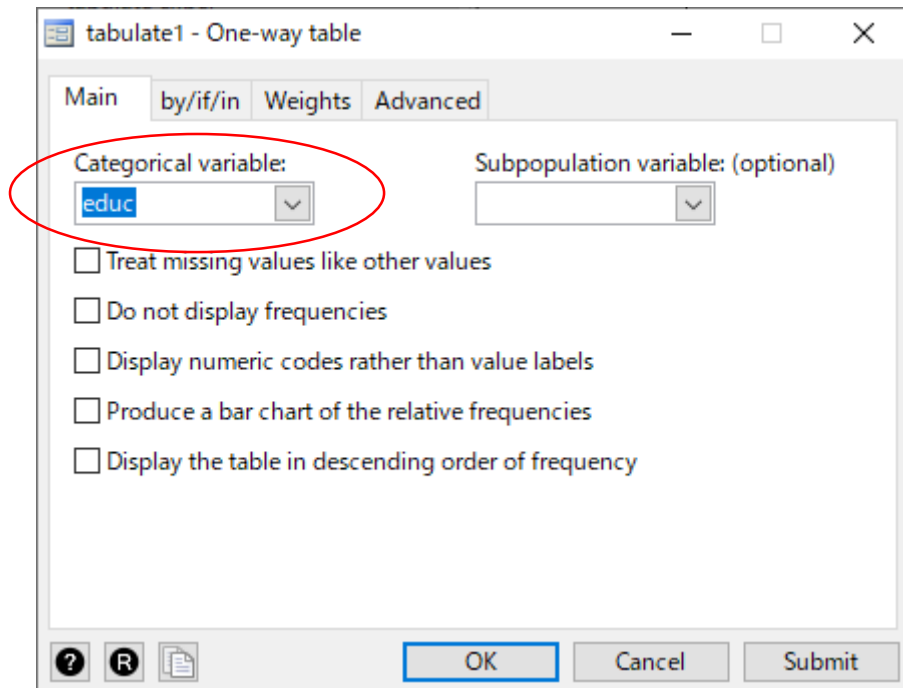 tabulate1 - One-way table
Main by/if/in Weights Advanced
Categorical variable: Subpopulation variable: (optional)
educ
Treat missing values like other values
Do not display frequencies
Display numeric codes rather than value labels
Produce a bar chart of the relative frequencies
Display the table in descending order of frequency
? R OK Cancel Submit